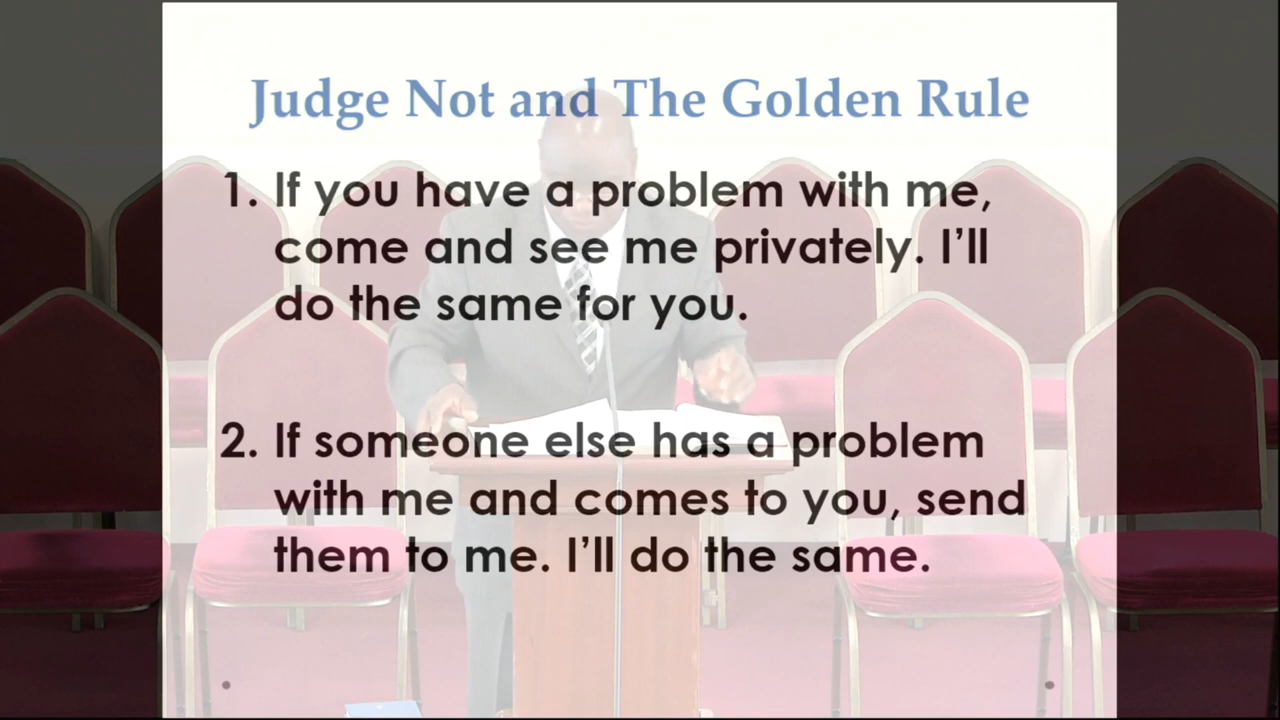 Judge Not and The Golden Rule
1. If you have a problem with me,
come and see me privately. I’ll
do the same for you.
2. If someone else has a problem
with me and comes to you, send
them to me. I’ll do the same.